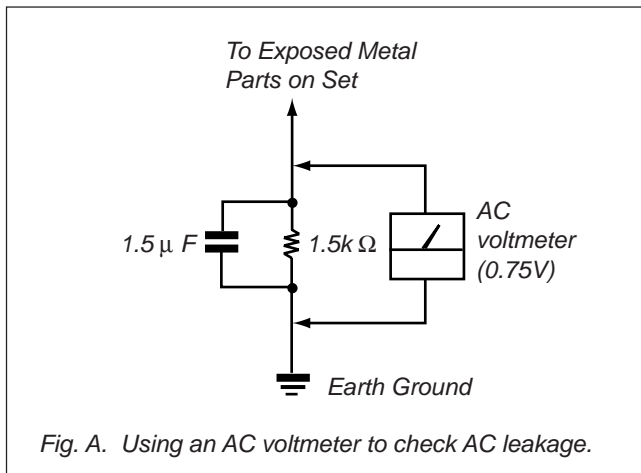 To Exposed Metal
Parts on Set
1.5 μ F
1.5k Ω
AC
voltmeter
(0.75V)
Earth Ground
Fig. A. Using an AC voltmeter to check AC leakage.